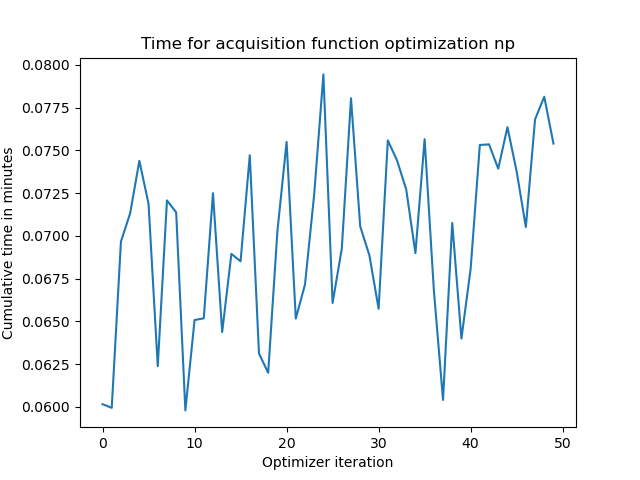 Time for acquisition function optimization np
0.0800
0.0775
0.0750
0.0725
0.0700
0.0675
0.0650
0.0625
0.0600
Cumulative time in minutes
0 10 20 30 40 50
Optimizer iteration